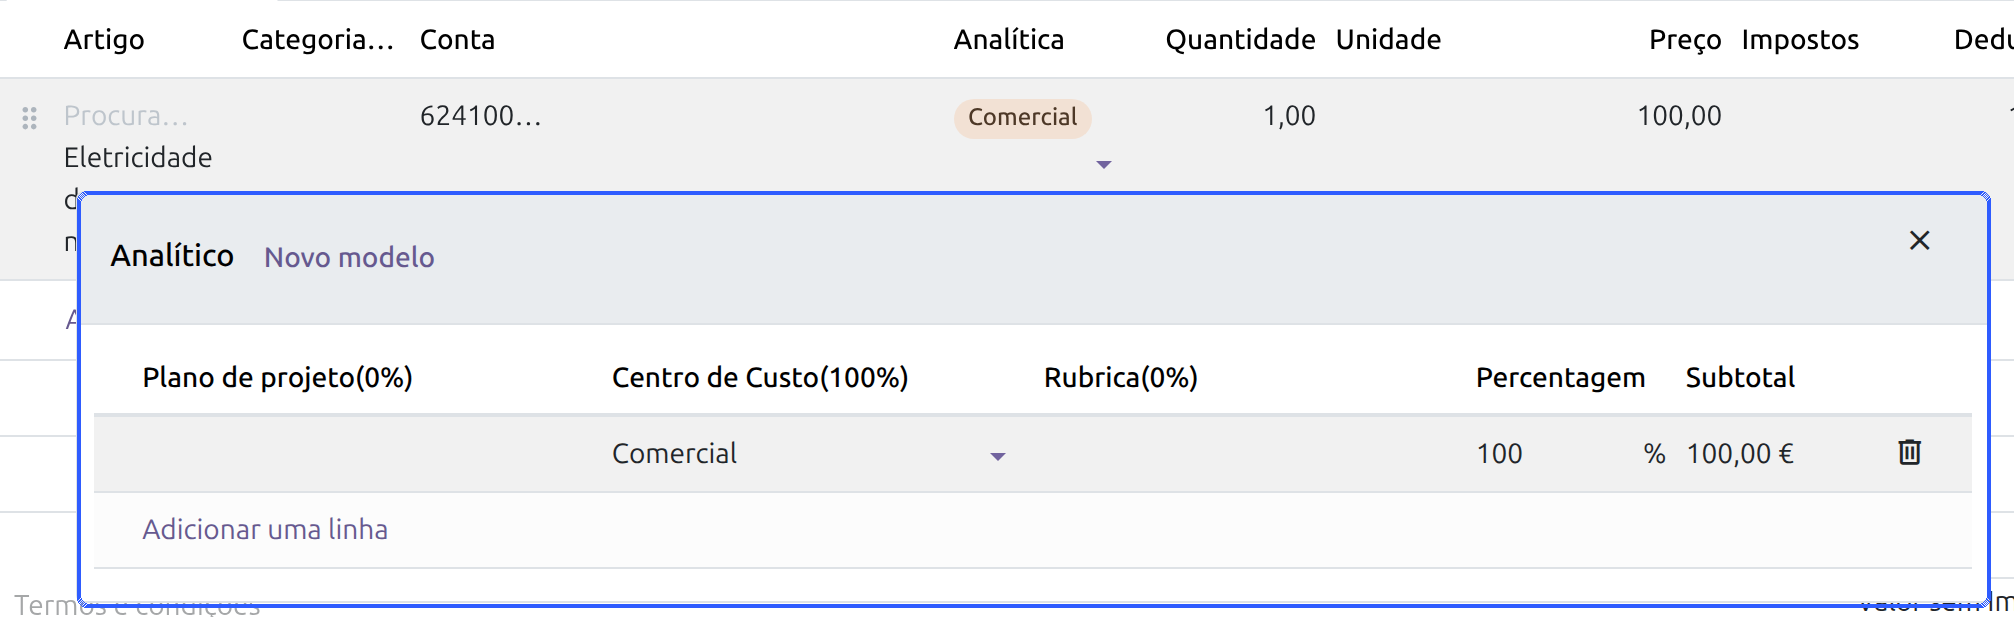 Artigo Categoria… Conta Analítica Quantidade Unidade Preço Impostos
Procura… 624100… Comercial 1,00 100,00
Eletricidade
Analítico Novo modelo
Plano de projeto(0%) Centro de Custo(100%) Rubrica(0%) Percentagem Subtotal
Comercial 100 % 100,00 €
Adicionar uma linha
Termos e condições